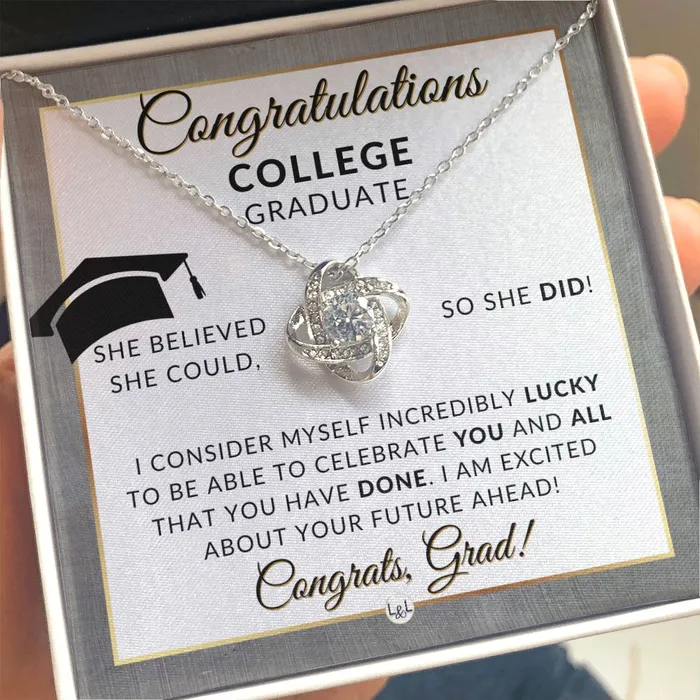 Congratulations
COLLEGE
GRADUATE
SHE BELIEVED
SHE COULD,
SO SHE DID!
I CONSIDER MYSELF INCREDIBLY LUCKY
TO BE ABLE TO CELEBRATE YOU AND ALL
THAT YOU HAVE DONE. I AM EXCITED
ABOUT YOUR FUTURE AHEAD!
Congrats, Grad!
L&L